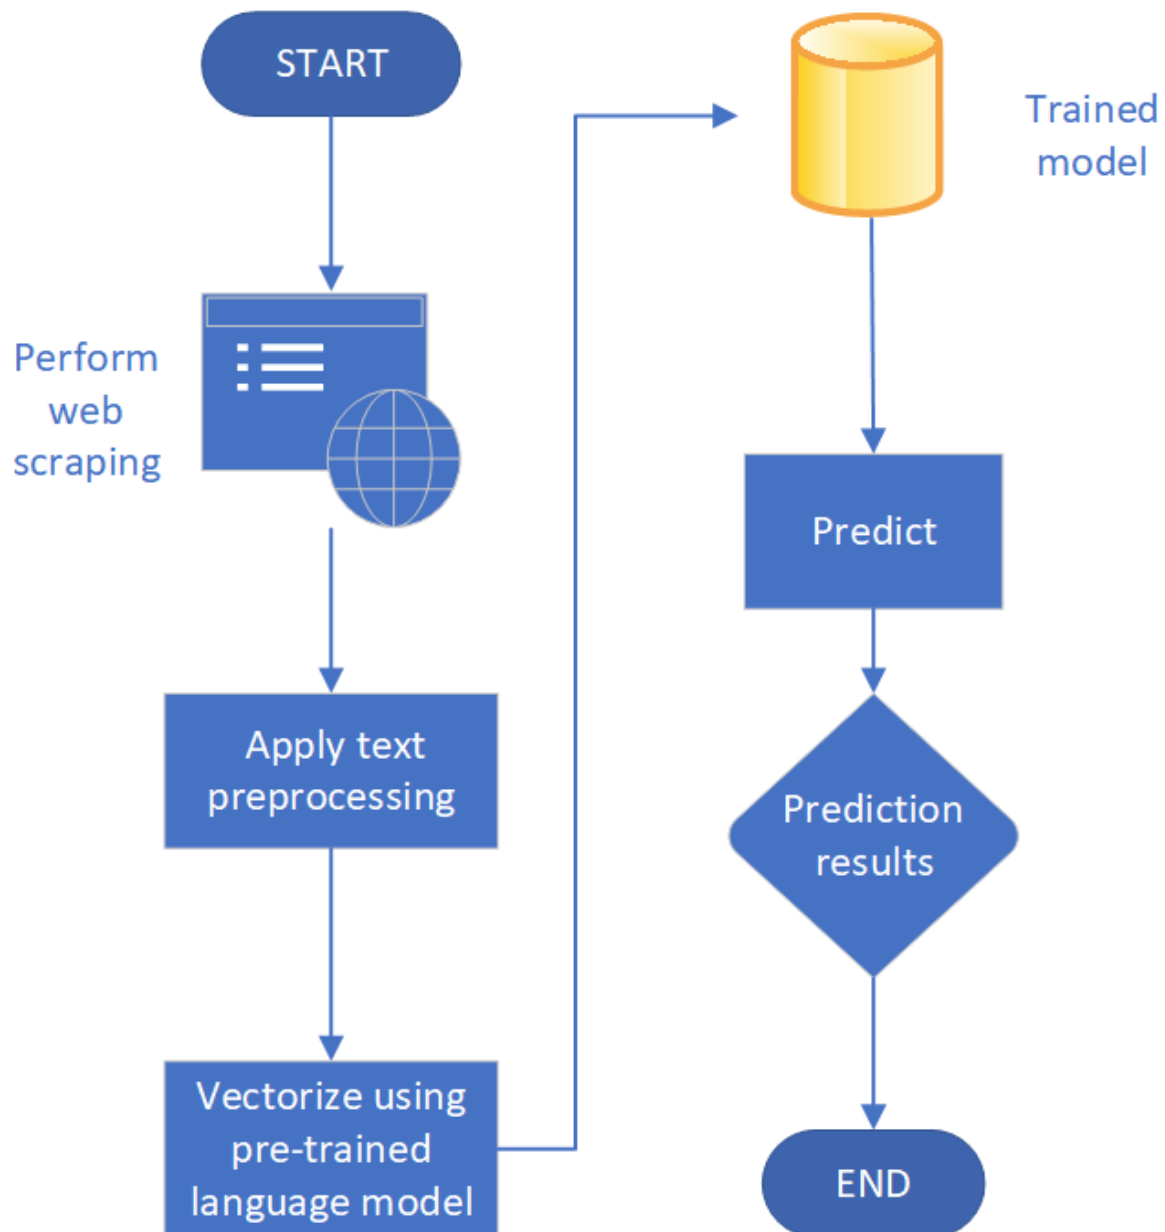 START
Perform
web
scraping
Apply text
preprocessing
Vectorize using
pre-trained
language model
Trained
model
Predict
Prediction
results
END